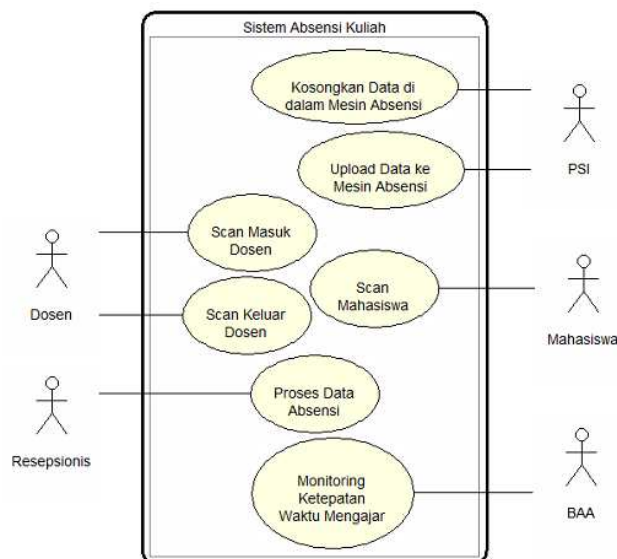 Sistem Absensi Kuliah
Kosongkan Data di
dalam Mesin Absensi
PSI
Upload Data ke
Mesin Absensi
Scan Masuk
Dosen
Dosen
Scan Mahasiswa
Mahasiswa
Scan Keluar
Dosen
Proses Data
Absensi
Resepsionis
Monitoring
Ketepatan
Waktu Mengajar
BAA